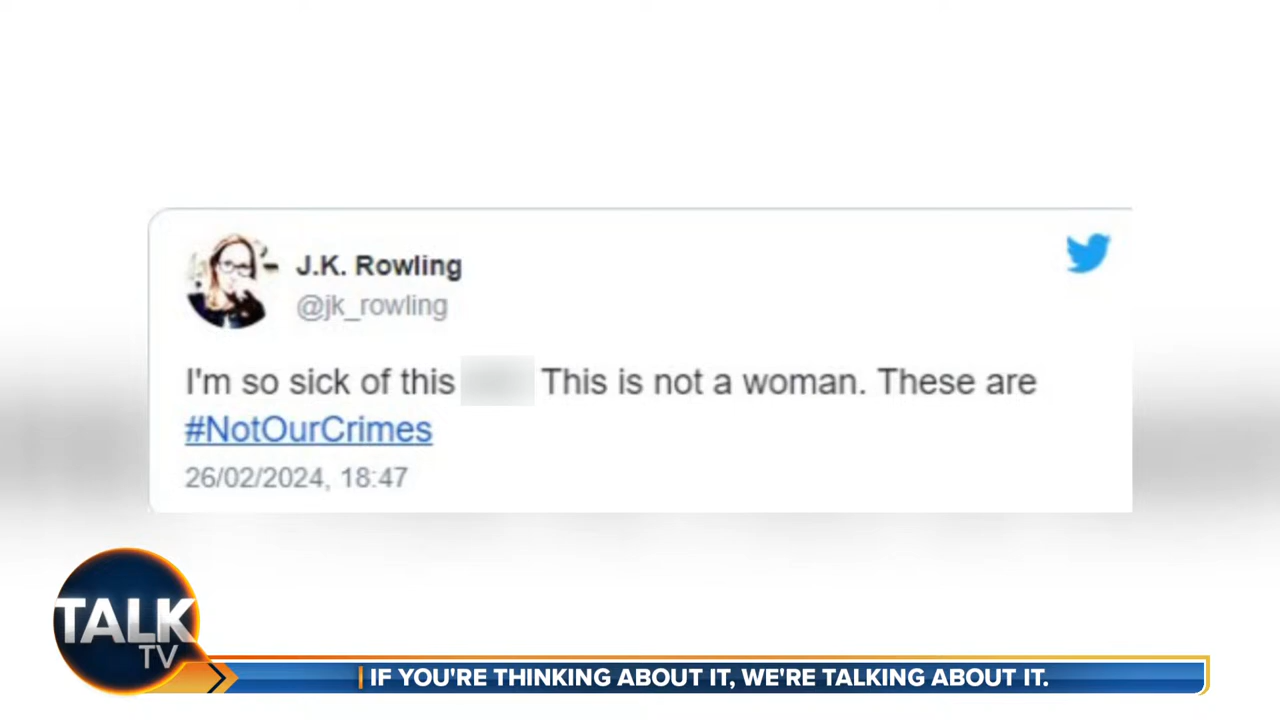 J.K. Rowling
@jk_rowling
I'm so sick of this This is not a woman. These are
#NotOurCrimes
26/02/2024, 18:47
TALK
TV
IF YOU'RE THINKING ABOUT IT, WE'RE TALKING ABOUT IT.